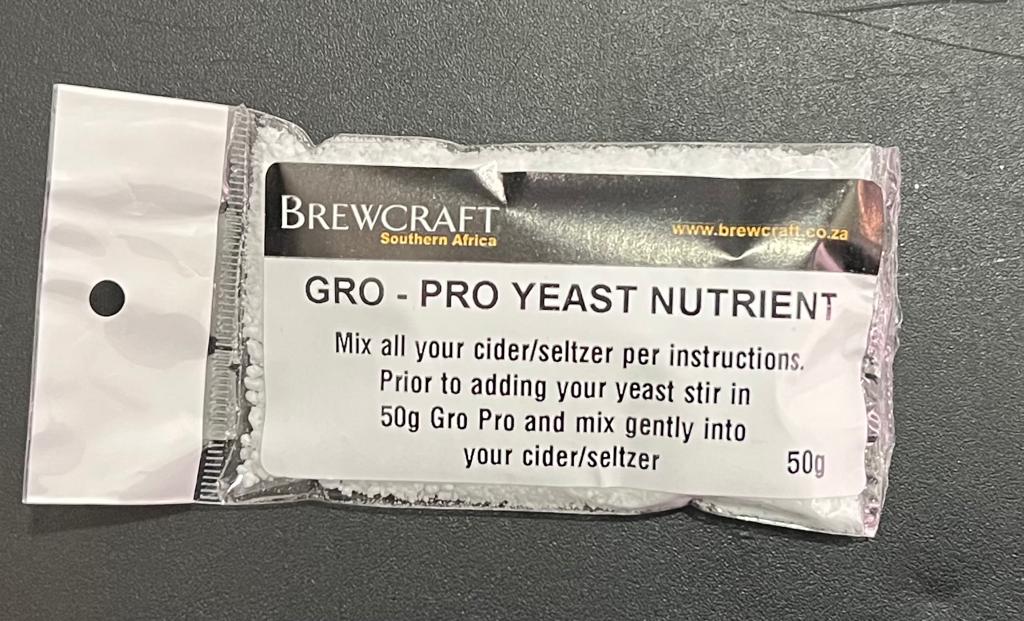 BREWCRAFT
Southern Africa
www.brewcraft.co.za
GRO - PRO YEAST NUTRIENT
Mix all your cider/seltzer per instructions.
Prior to adding your yeast stir in
50g Gro Pro and mix gently into
your cider/seltzer
50g